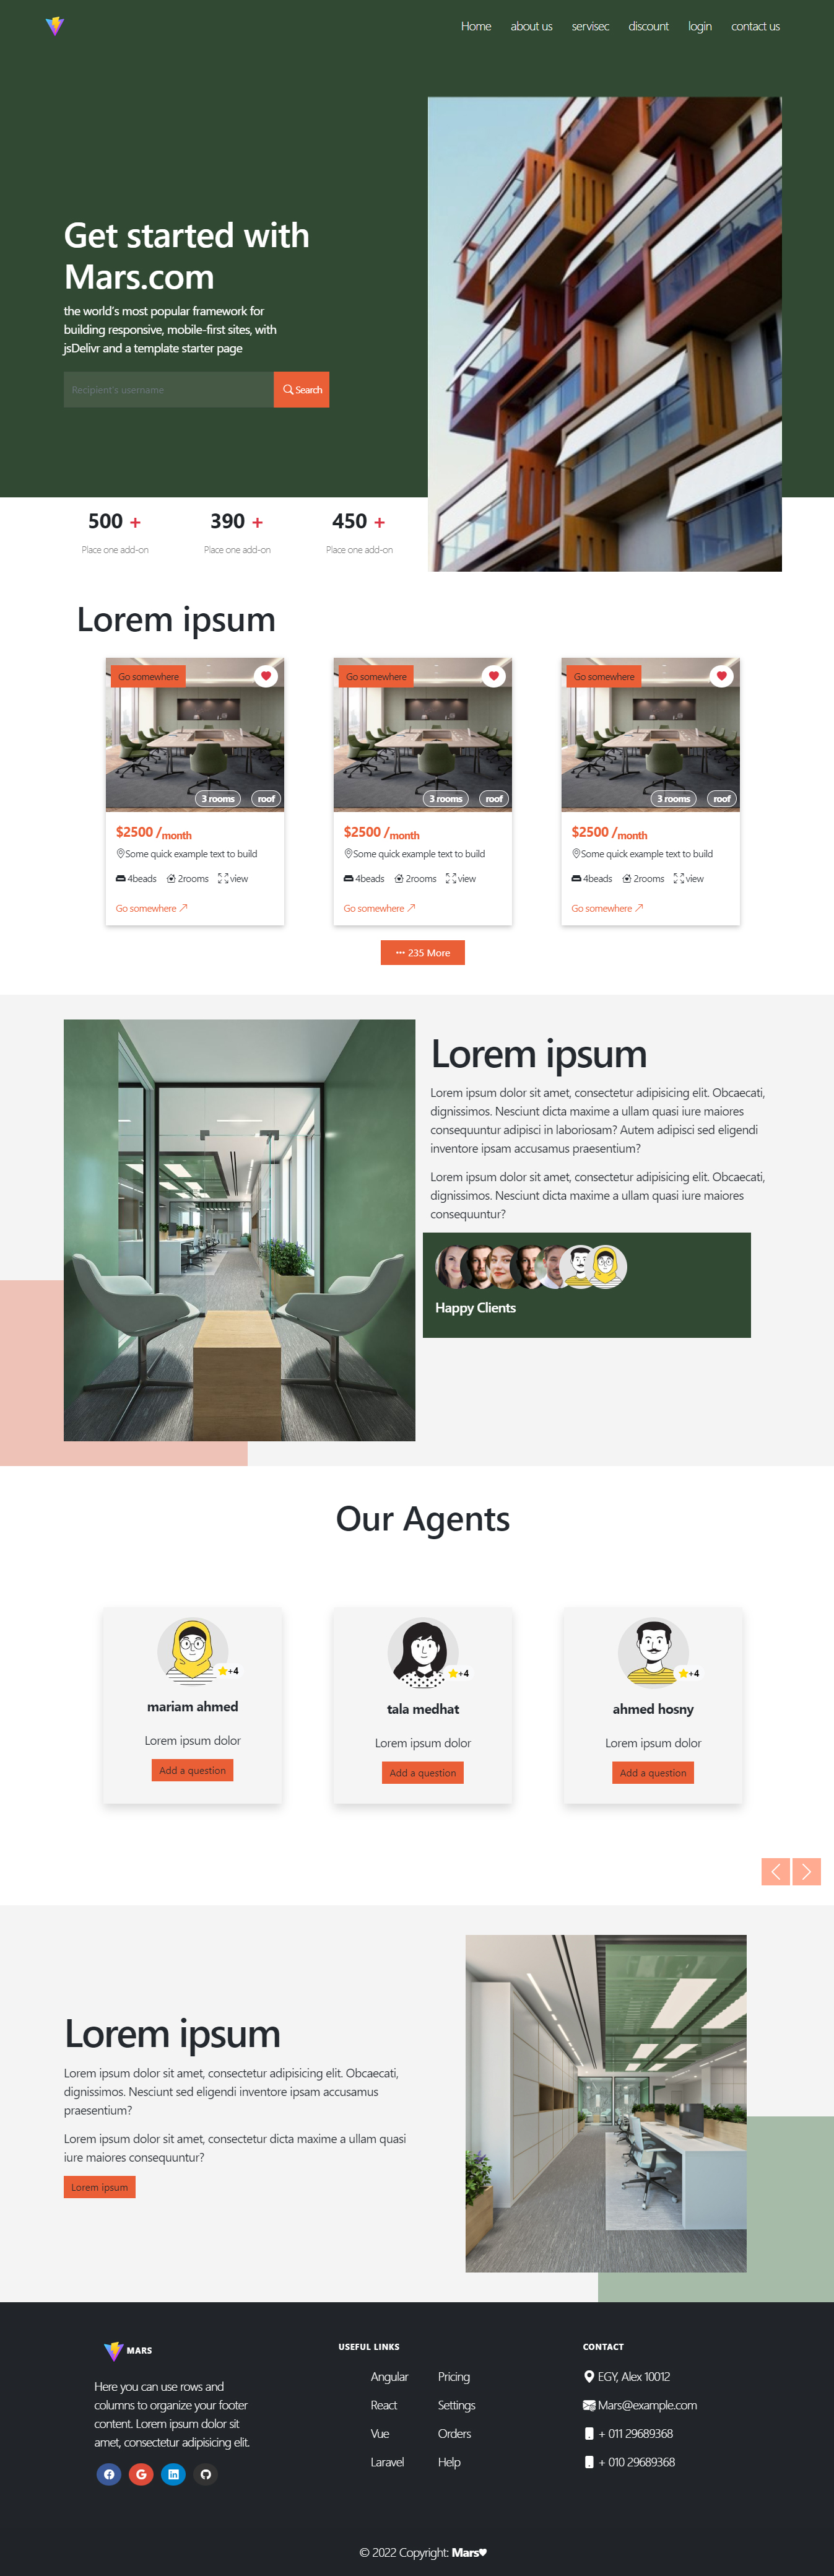 Home about us servisec discount login contact us
Get started with
Mars.com
the world's most popular framework for
building responsive, mobile-first sites, with
jsDelivr and a template starter page
Recipient's username
Search
500 + 390 + 450 +
Place one add-on Place one add-on Place one add-on
Lorem ipsum
Go somewhere Go somewhere Go somewhere
3 rooms roof 3 rooms roof 3 rooms roof
$2500 /month $2500 /month $2500 /month
Some quick example text to build Some quick example text to build Some quick example text to build
4beads 2rooms view 4beads 2rooms view 4beads 2rooms view
Go somewhere Go somewhere Go somewhere
235 More
Lorem ipsum
Lorem ipsum dolor sit amet, consectetur adipisicing elit. Obcaecati,
dignissimos. Nesciunt dicta maxime a ullam quasi iure maiores
consequuntur adipisci in laboriosam? Autem adipisci sed eligendi
inventore ipsam accusamus praesentium?
Lorem ipsum dolor sit amet, consectetur adipisicing elit. Obcaecati,
dignissimos. Nesciunt dicta maxime a ullam quasi iure maiores
consequuntur?
Happy Clients
Our Agents
+4 +4 +4
mariam ahmed tala medhat ahmed hosny
Lorem ipsum dolor Lorem ipsum dolor Lorem ipsum dolor
Add a question Add a question Add a question
Lorem ipsum
Lorem ipsum dolor sit amet, consectetur adipisicing elit. Obcaecati,
dignissimos. Nesciunt sed eligendi inventore ipsam accusamus
praesentium?
Lorem ipsum dolor sit amet, consectetur dicta maxime a ullam quasi
iure maiores consequuntur?
Lorem ipsum
MARS
Here you can use rows and
columns to organize your footer
content. Lorem ipsum dolor sit
amet, consectetur adipisicing elit.
USEFUL LINKS
Angular Pricing
React Settings
Vue Orders
Laravel Help
CONTACT
EGY, Alex 10012
Mars@example.com
+ 011 29689368
+ 010 29689368
© 2022 Copyright: Mars♥